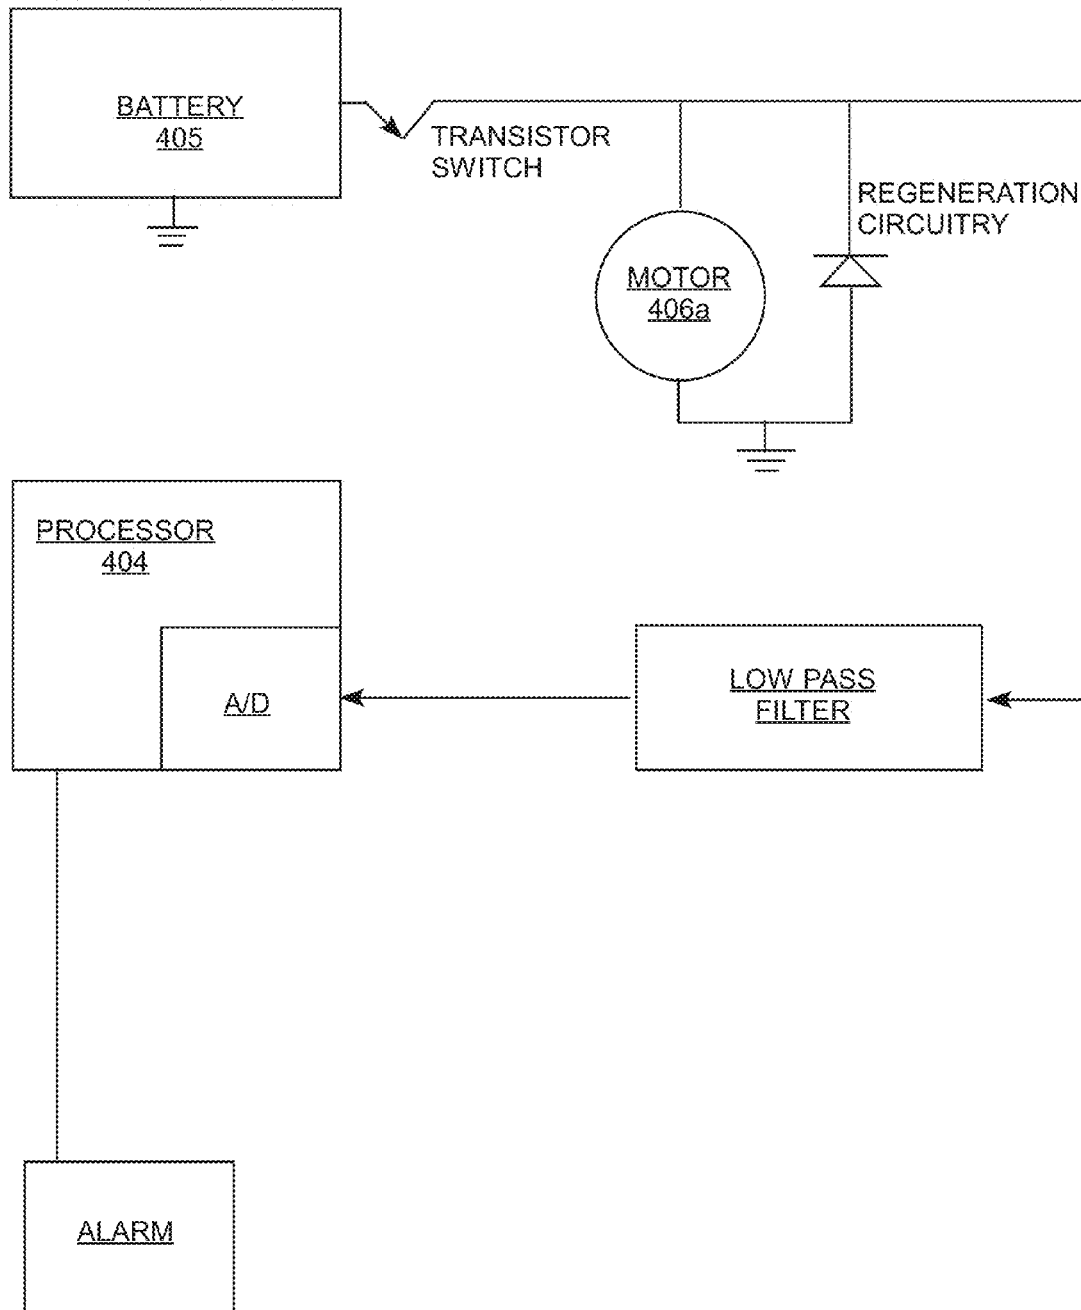 BATTERY
405
TRANSISTOR
SWITCH
REGENERATION
CIRCUITRY
MOTOR
406a
PROCESSOR
404
A/D
LOW PASS
FILTER
ALARM